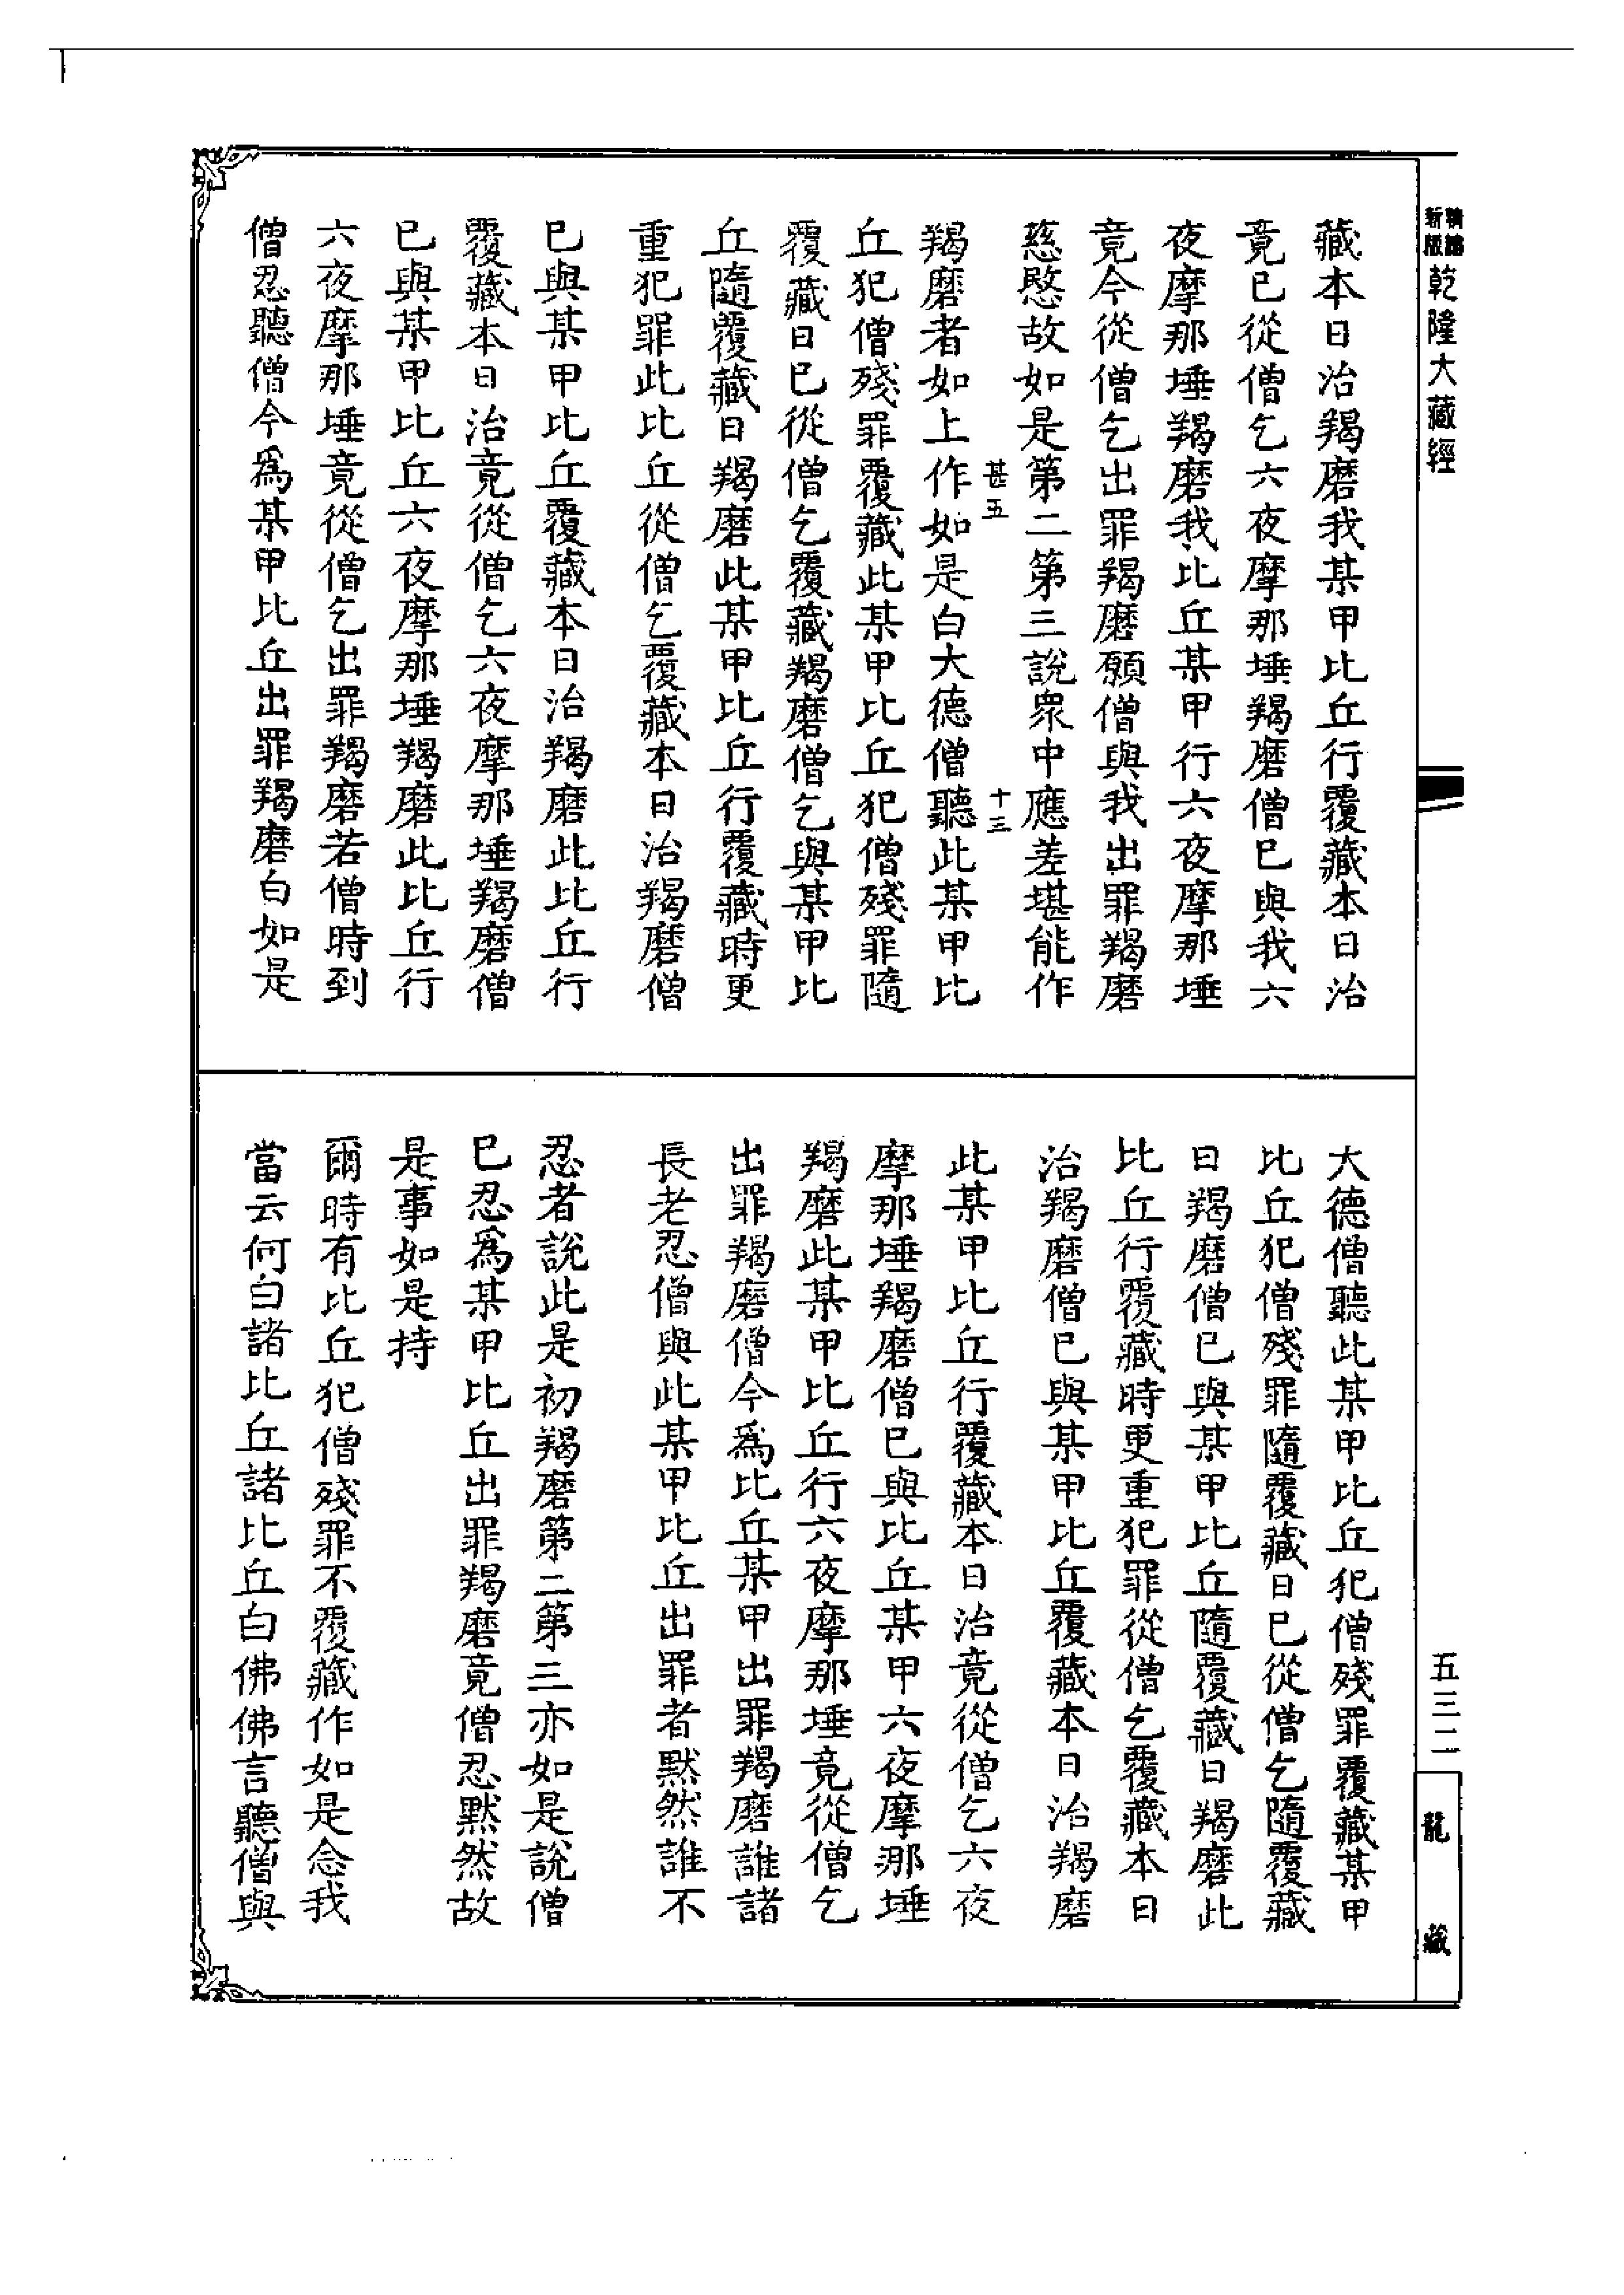 精編
新版
乾隆大藏經
藏本日治羯磨我某甲比丘行覆藏本日治
竟已從僧乞六夜摩那埵羯磨僧已與我六
夜摩那埵羯磨我比丘某甲行六夜摩那埵
竟今從僧乞出罪羯磨願僧與我出罪羯磨
慈愍故如是第二第三說眾中應差堪能作
甚五
十三
羯磨者如上作如是白大德僧聽此某甲比
丘犯僧殘罪覆藏此某甲比丘犯僧殘罪隨
覆藏日已從僧乞覆藏羯磨僧乞與某甲比
丘隨覆藏日羯磨此某甲比丘行覆藏時更
重犯罪此比丘從僧乞覆藏本日治羯磨僧
已與某甲比丘覆藏本日治羯磨此比丘行
覆藏本日治竟從僧乞六夜摩那埵羯磨僧
已與某甲比丘六夜摩那埵羯磨此比丘行
六夜摩那埵竟從僧乞出罪羯磨若僧時到
僧忍聽僧今爲某甲比丘出罪羯磨白如是
大德僧聽此某甲比丘犯僧殘罪覆藏某甲
比丘犯僧殘罪隨覆藏日已從僧乞隨覆藏
日羯磨僧已與某甲比丘隨覆藏日羯磨此
比丘行覆藏時更重犯罪從僧乞覆藏本日
治羯磨僧已與某甲比丘覆藏本日治羯磨
此某甲比丘行覆藏本日治竟從僧乞六夜
摩那埵羯磨僧已與比丘某甲六夜摩那埵
羯磨此某甲比丘行六夜摩那埵竟從僧乞
出罪羯磨僧今爲比丘某甲出罪羯磨誰諸
長老忍僧與此某甲比丘出罪者默然誰不
忍者說此是初羯磨第二第三亦如是說僧
已忍爲某甲比丘出罪羯磨竟僧忍默然故
是事如是持
爾時有比丘犯僧殘罪不覆藏作如是念我
當云何白諸比丘諸比丘白佛佛言聽僧與
五三二
龍藏